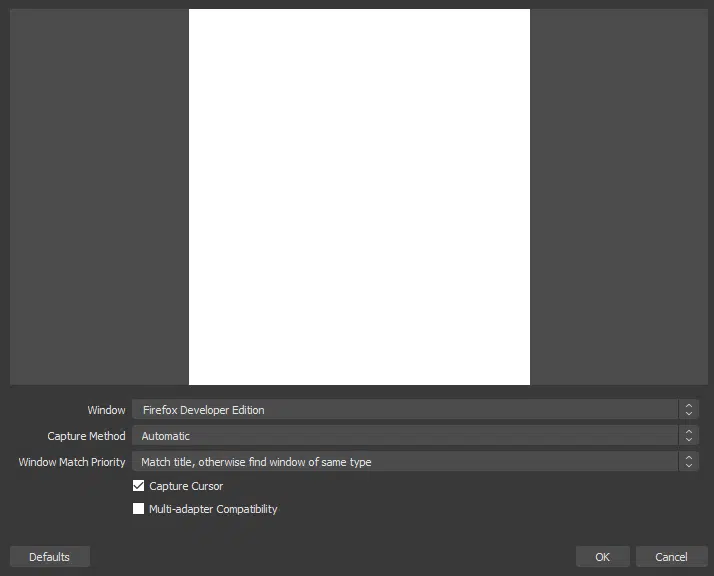 Window Firefox Developer Edition
Capture Method Automatic
Window Match Priority Match title, otherwise find window of same type
Capture Cursor
Multi-adapter Compatibility
Defaults OK Cancel